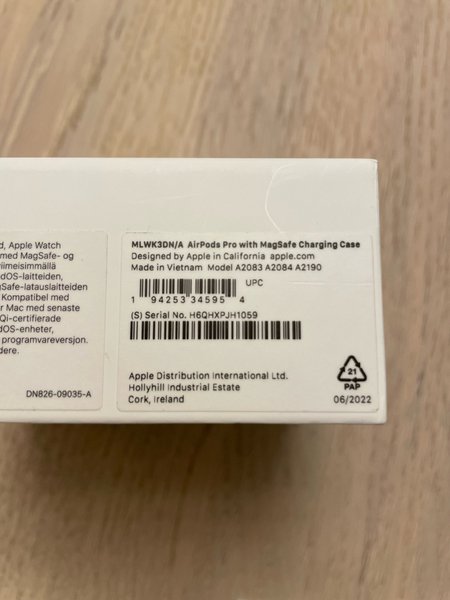 d, Apple Watch
med MagSafe- og
viimeisimmällä
dOS-laitteiden,
gSafe-latauslaitteiden
Kompatibel med
r Mac med senaste
Qi-certifierade
dOS-enheter,
programvareversjon.
dere.
DN826-09035-A
MLWK3DN/A AirPods Pro with MagSafe Charging Case
Designed by Apple in California apple.com
Made in Vietnam Model A2083 A2084 A2190
UPC
1 94253 34595 4
(S) Serial No. H6QHXPJH1059
Apple Distribution International Ltd.
Hollyhill Industrial Estate
Cork, Ireland
21
PAP
06/2022